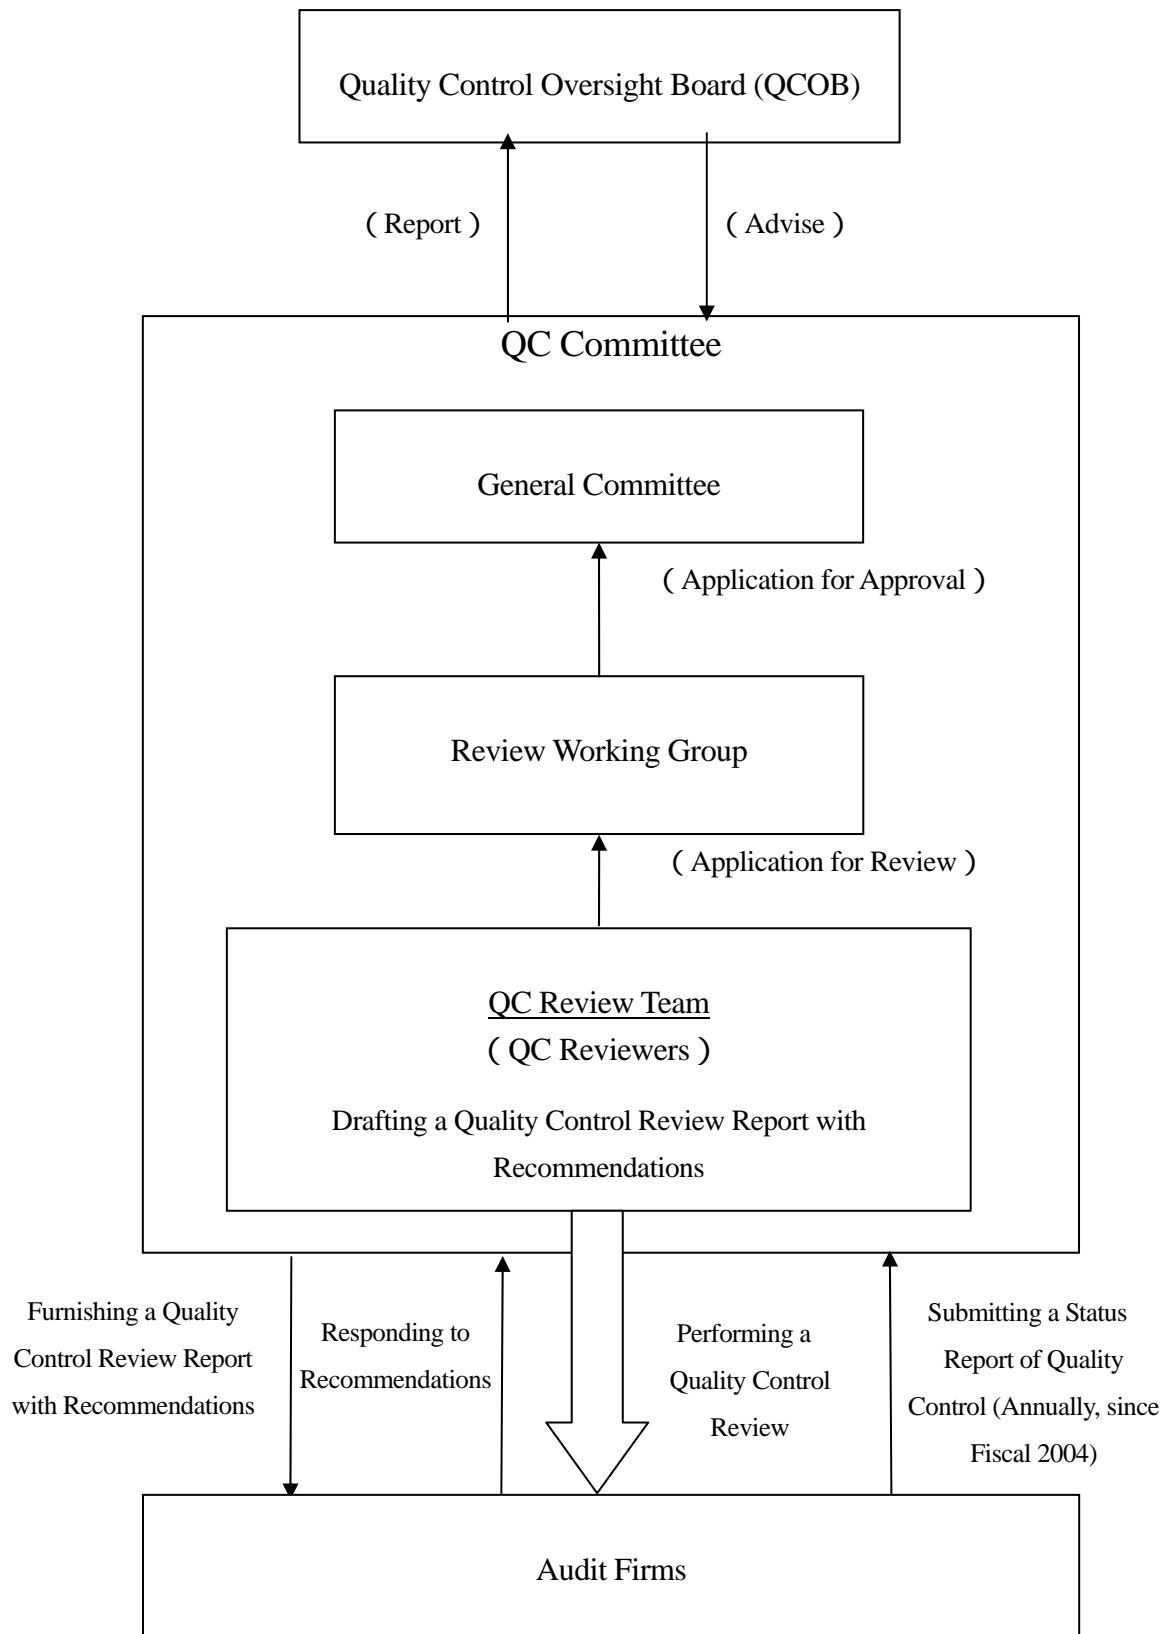 Quality Control Oversight Board (QCOB)
( Report )
( Advise )
QC Committee
General Committee
( Application for Approval )
Review Working Group
( Application for Review )
QC Review Team
( QC Reviewers )
Drafting a Quality Control Review Report with
Recommendations
Furnishing a Quality
Control Review Report
with Recommendations
Responding to
Recommendations
Performing a
Quality Control
Review
Submitting a Status
Report of Quality
Control (Annually, since
Fiscal 2004)
Audit Firms